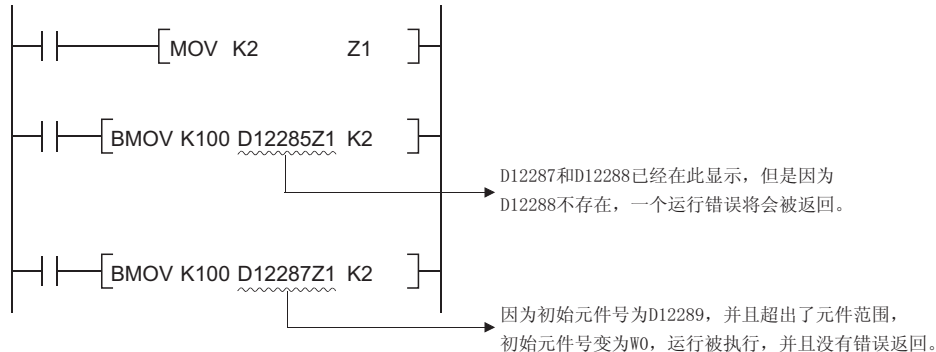 MOV K2 Z1
BMOV K100 D12285Z1 K2
D12287和D12288已经在此显示，但是因为
D12288不存在，一个运行错误将会被返回。
BMOV K100 D12287Z1 K2
因为初始元件号为D12289，并且超出了元件范围，
初始元件号变为W0，运行被执行，并且没有错误返回。